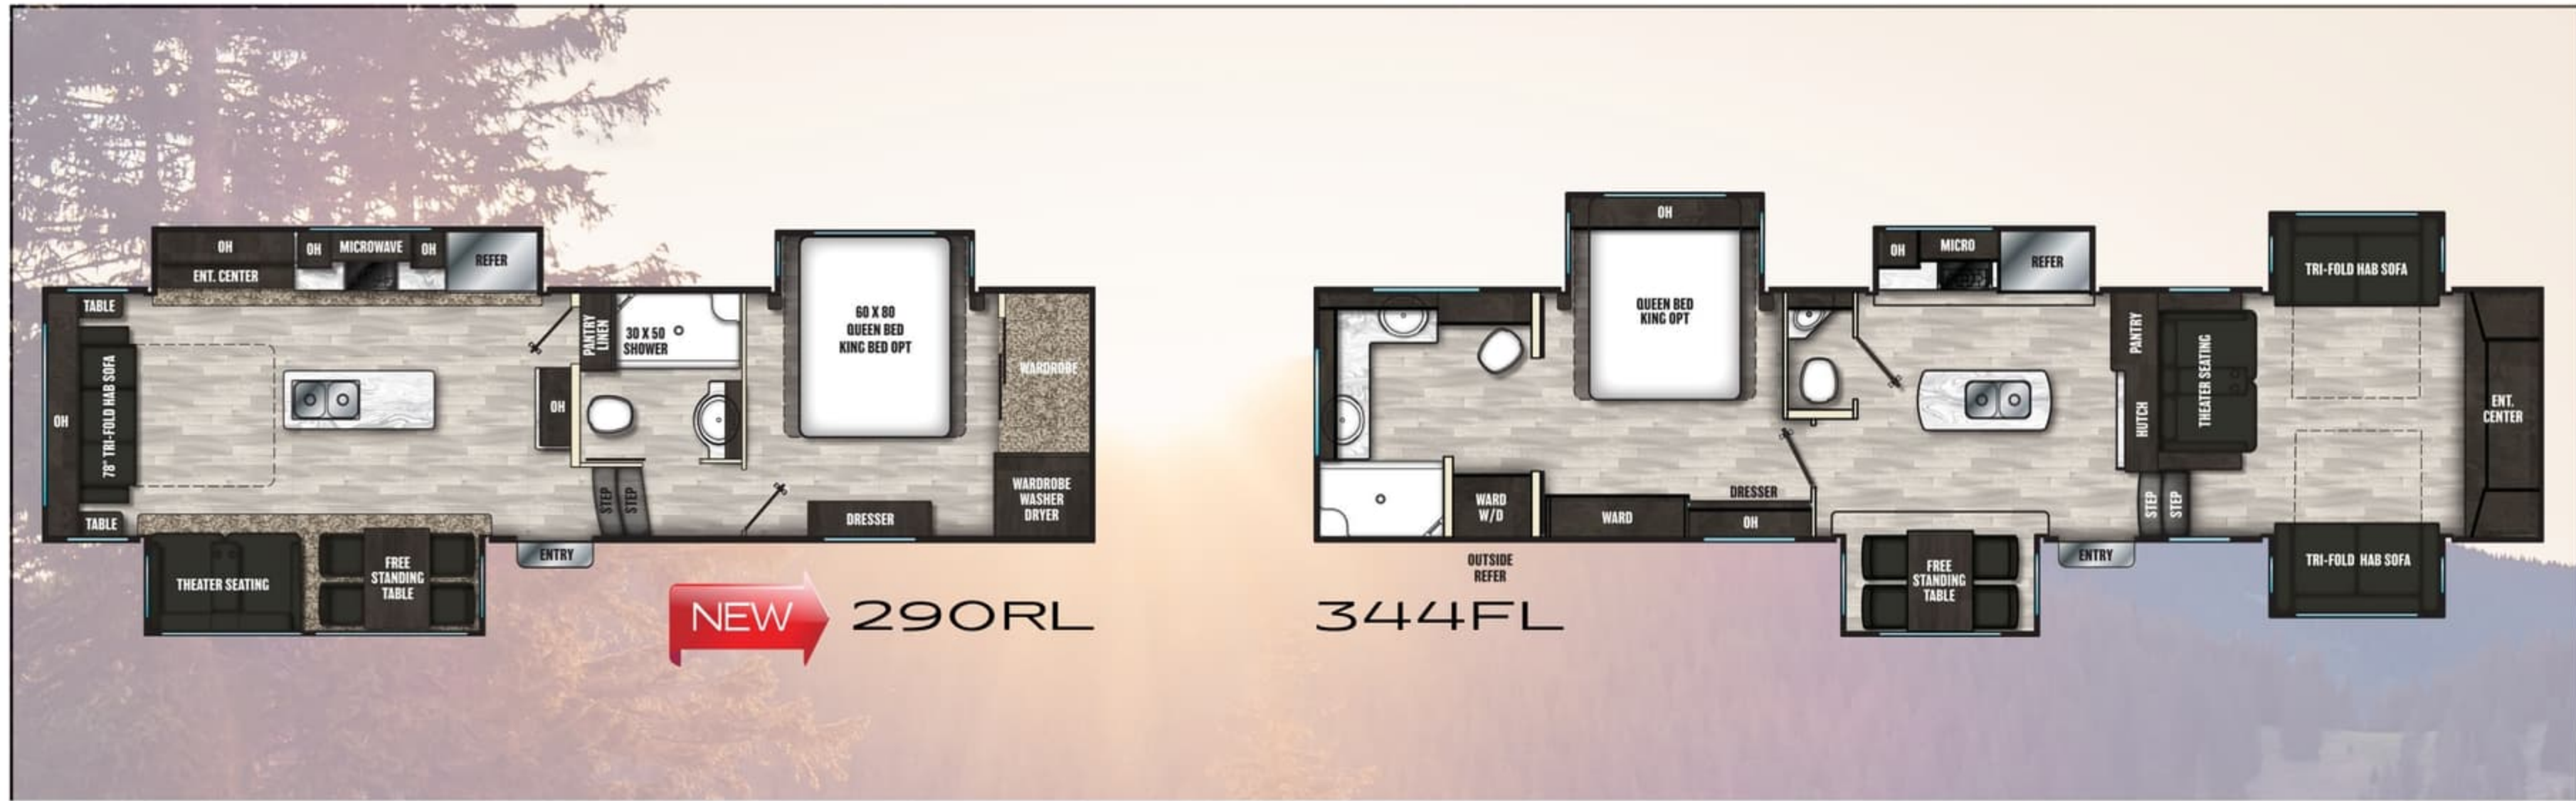 OH
ENT. CENTER
OH
MICROWAVE
OH
REFER
TABLE
OH
78" TRI-FOLD HAB SOFA
TABLE
PANTRY
LINEN
30 X 50
SHOWER
OH
STEP
STEP
60 X 80
QUEEN BED
KING BED OPT
WARDROBE
WARDROBE
WASHER
DRYER
DRESSER
THEATER SEATING
FREE
STANDING
TABLE
ENTRY
NEW
290RL
OH
QUEEN BED
KING OPT
OH
MICRO
REFER
TRI-FOLD HAB SOFA
PANTRY
HUTCH
THEATER SEATING
ENT.
CENTER
WARD
W/D
WARD
DRESSER
OH
STEP
STEP
OUTSIDE
REFER
FREE
STANDING
TABLE
ENTRY
TRI-FOLD HAB SOFA
344FL